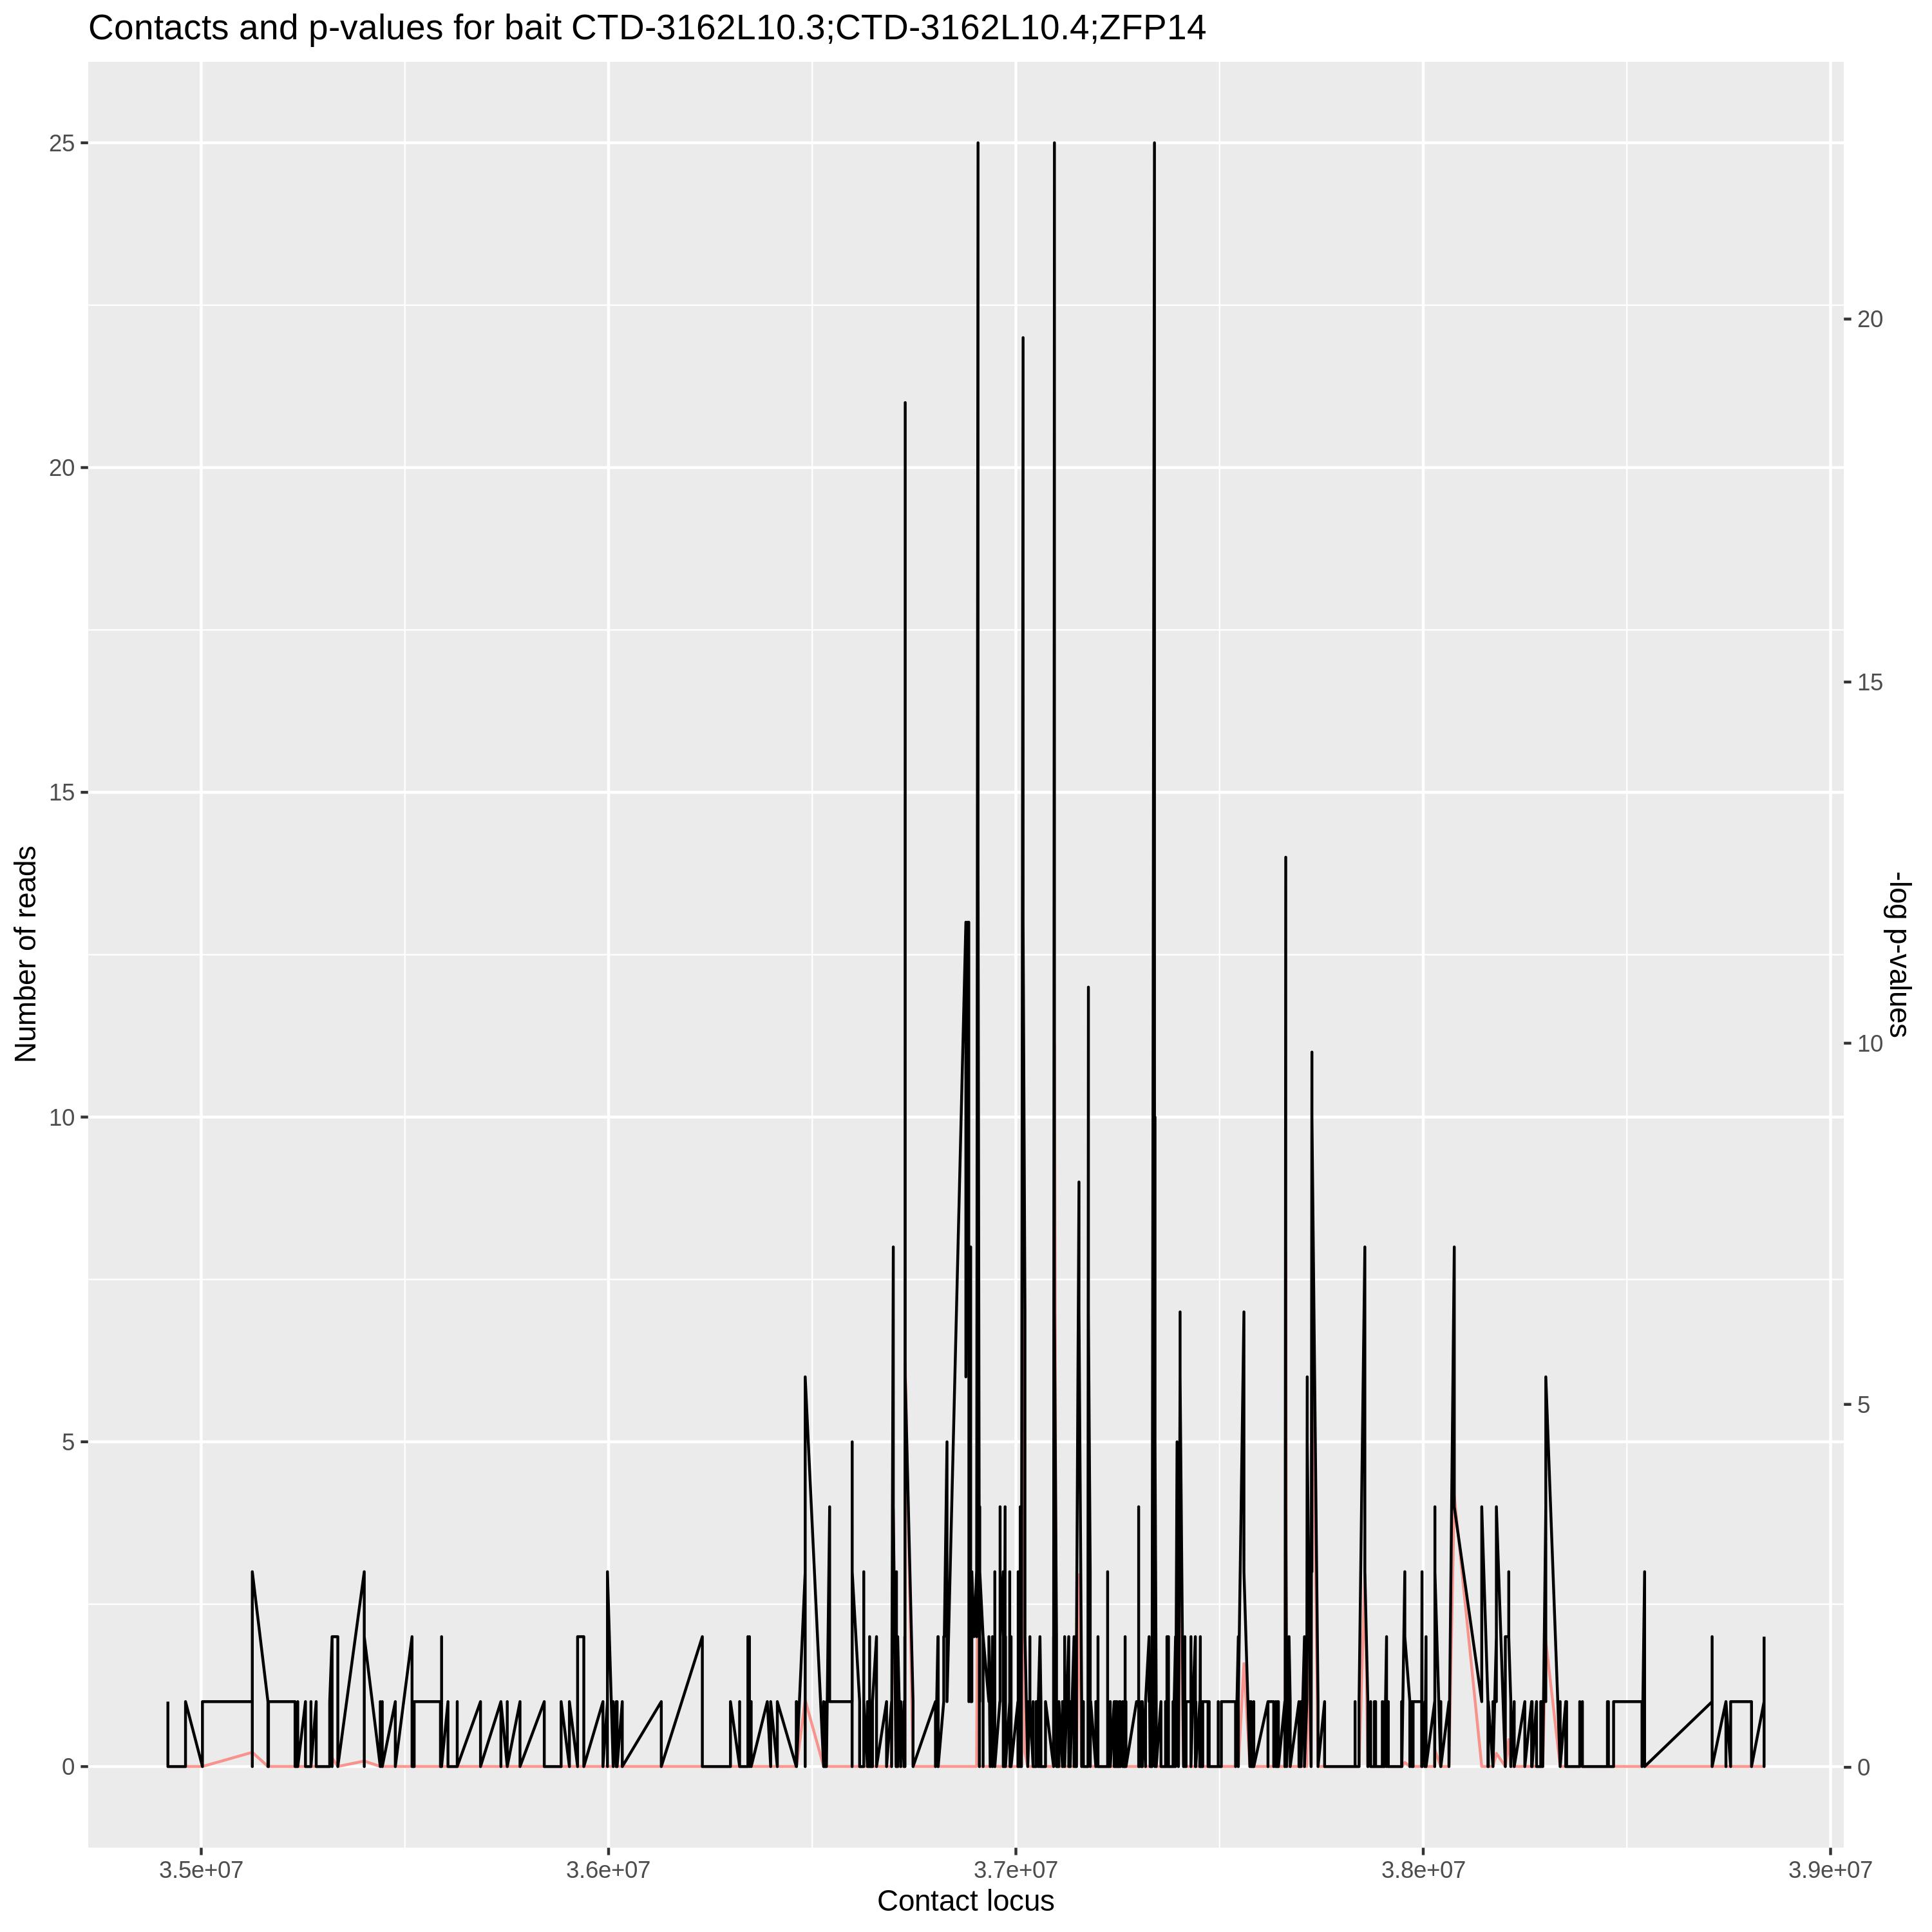 Contacts and p-values for bait CTD-3162L10.3;CTD-3162L10.4;ZFP14
25
20
15
10
5
0
Number of reads
20
15
10
5
0
-log p-values
3.5e+07 3.6e+07 3.7e+07 3.8e+07 3.9e+07
Contact locus